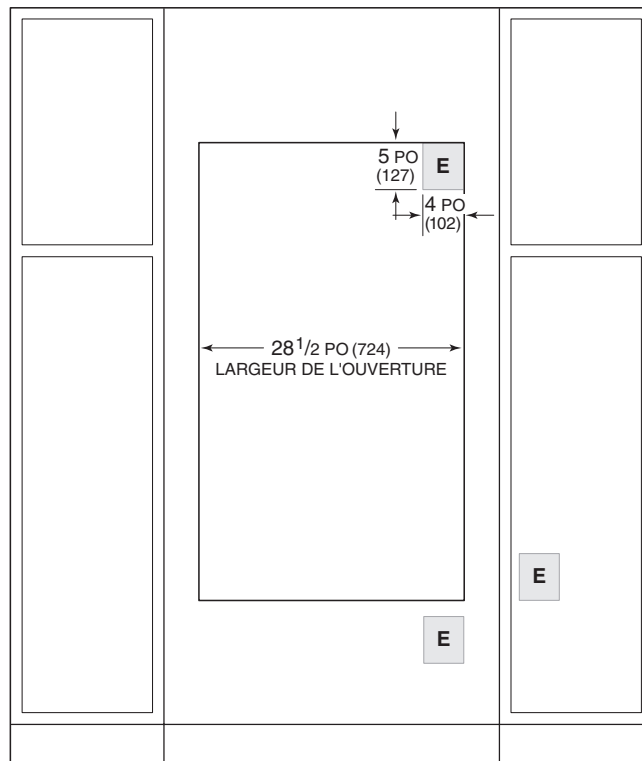 5 PO
(127)
E
4 PO
(102)
28 1/2 PO (724)
LARGEUR DE L'OUVERTURE
E
E